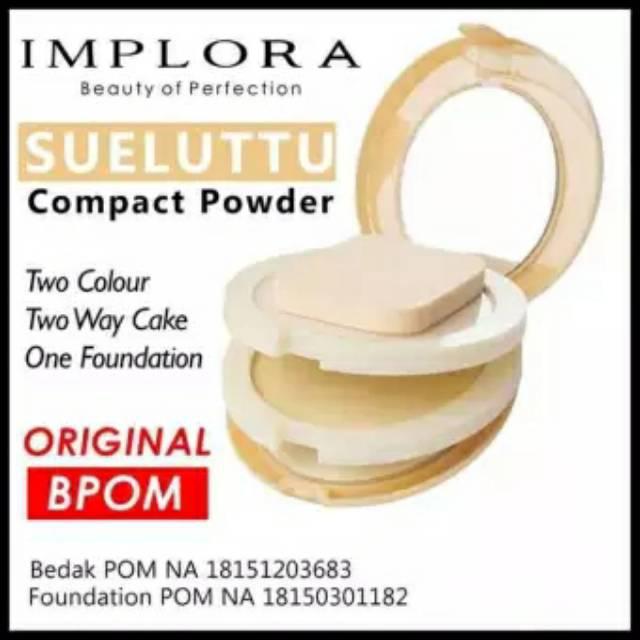 IMPLORA
Beauty of Perfection
SUELUTTU
Compact Powder
Two Colour
Two Way Cake
One Foundation
ORIGINAL
BPOM
Bedak POM NA 18151203683
Foundation POM NA 18150301182